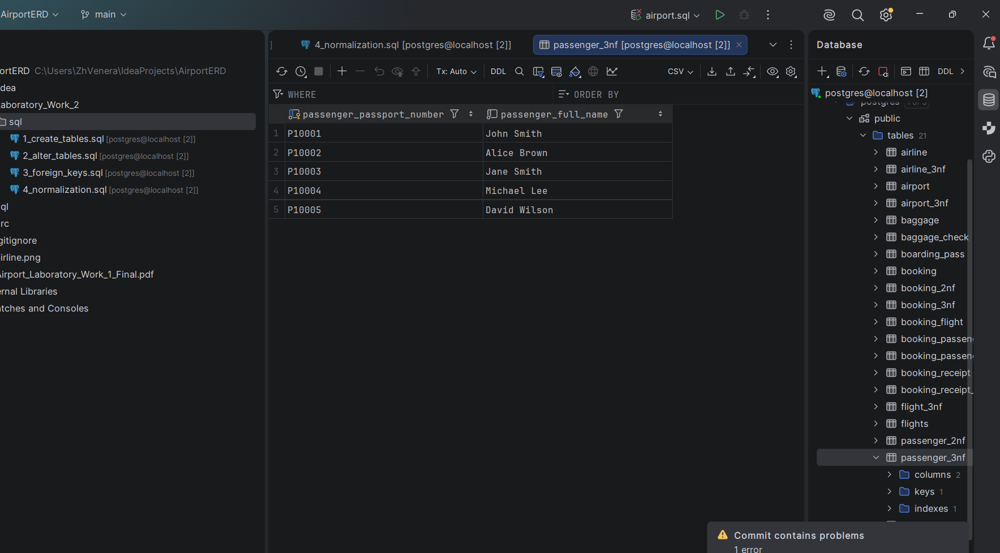 AirportERD
main
airport.sql
4_normalization.sql [postgres@localhost [2]]
passenger_3nf [postgres@localhost [2]]
Database
ortERD C:\Users\ZhVenera\IdeaProjects\AirportERD
dea
aboratory_Work_2
sql
1_create_tables.sql [postgres@localhost [2]]
2_alter_tables.sql [postgres@localhost [2]]
3_foreign_keys.sql [postgres@localhost [2]]
4_normalization.sql [postgres@localhost [2]]
ql
rc
gitignore
irline.png
Airport_Laboratory_Work_1_Final.pdf
ernal Libraries
atches and Consoles
Tx: Auto
DDL
CSV
WHERE
ORDER BY
passenger_passport_number passenger_full_name
1 P10001 John Smith
2 P10002 Alice Brown
3 P10003 Jane Smith
4 P10004 Michael Lee
5 P10005 David Wilson
DDL
postgres@localhost [2]
postgres
public
tables 21
airline
airline_3nf
airport
airport_3nf
baggage
baggage_check
boarding_pass
booking
booking_2nf
booking_3nf
booking_flight
booking_passeng
booking_passeng
booking_receipt
booking_receipt_
flight_3nf
flights
passenger_2nf
passenger_3nf
columns 2
keys 1
indexes 1
Commit contains problems
1 error